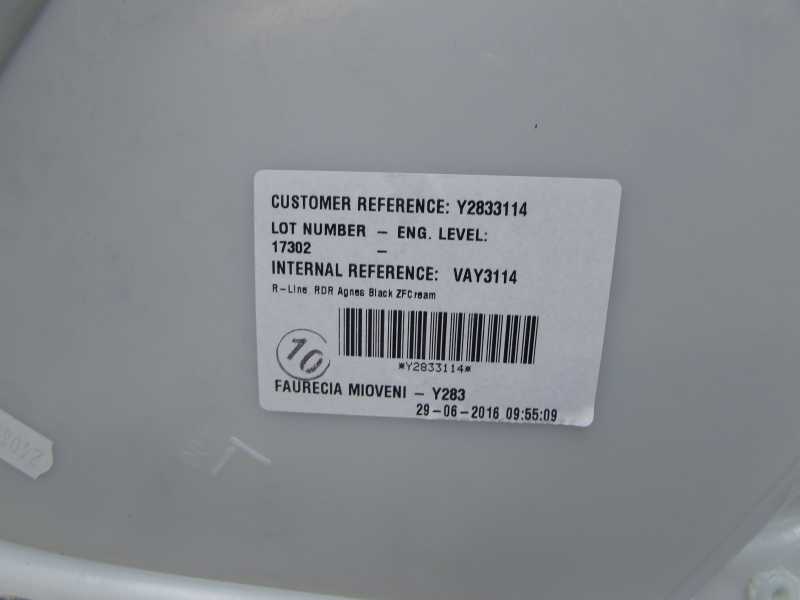 CUSTOMER REFERENCE: Y2833114
LOT NUMBER - ENG. LEVEL:
17302 -
INTERNAL REFERENCE: VAY3114
R-Line RDR Agnes Black ZFCream
10
*Y2833114*
FAURECIA MIOVENI - Y283
29-06-2016 09:55:09